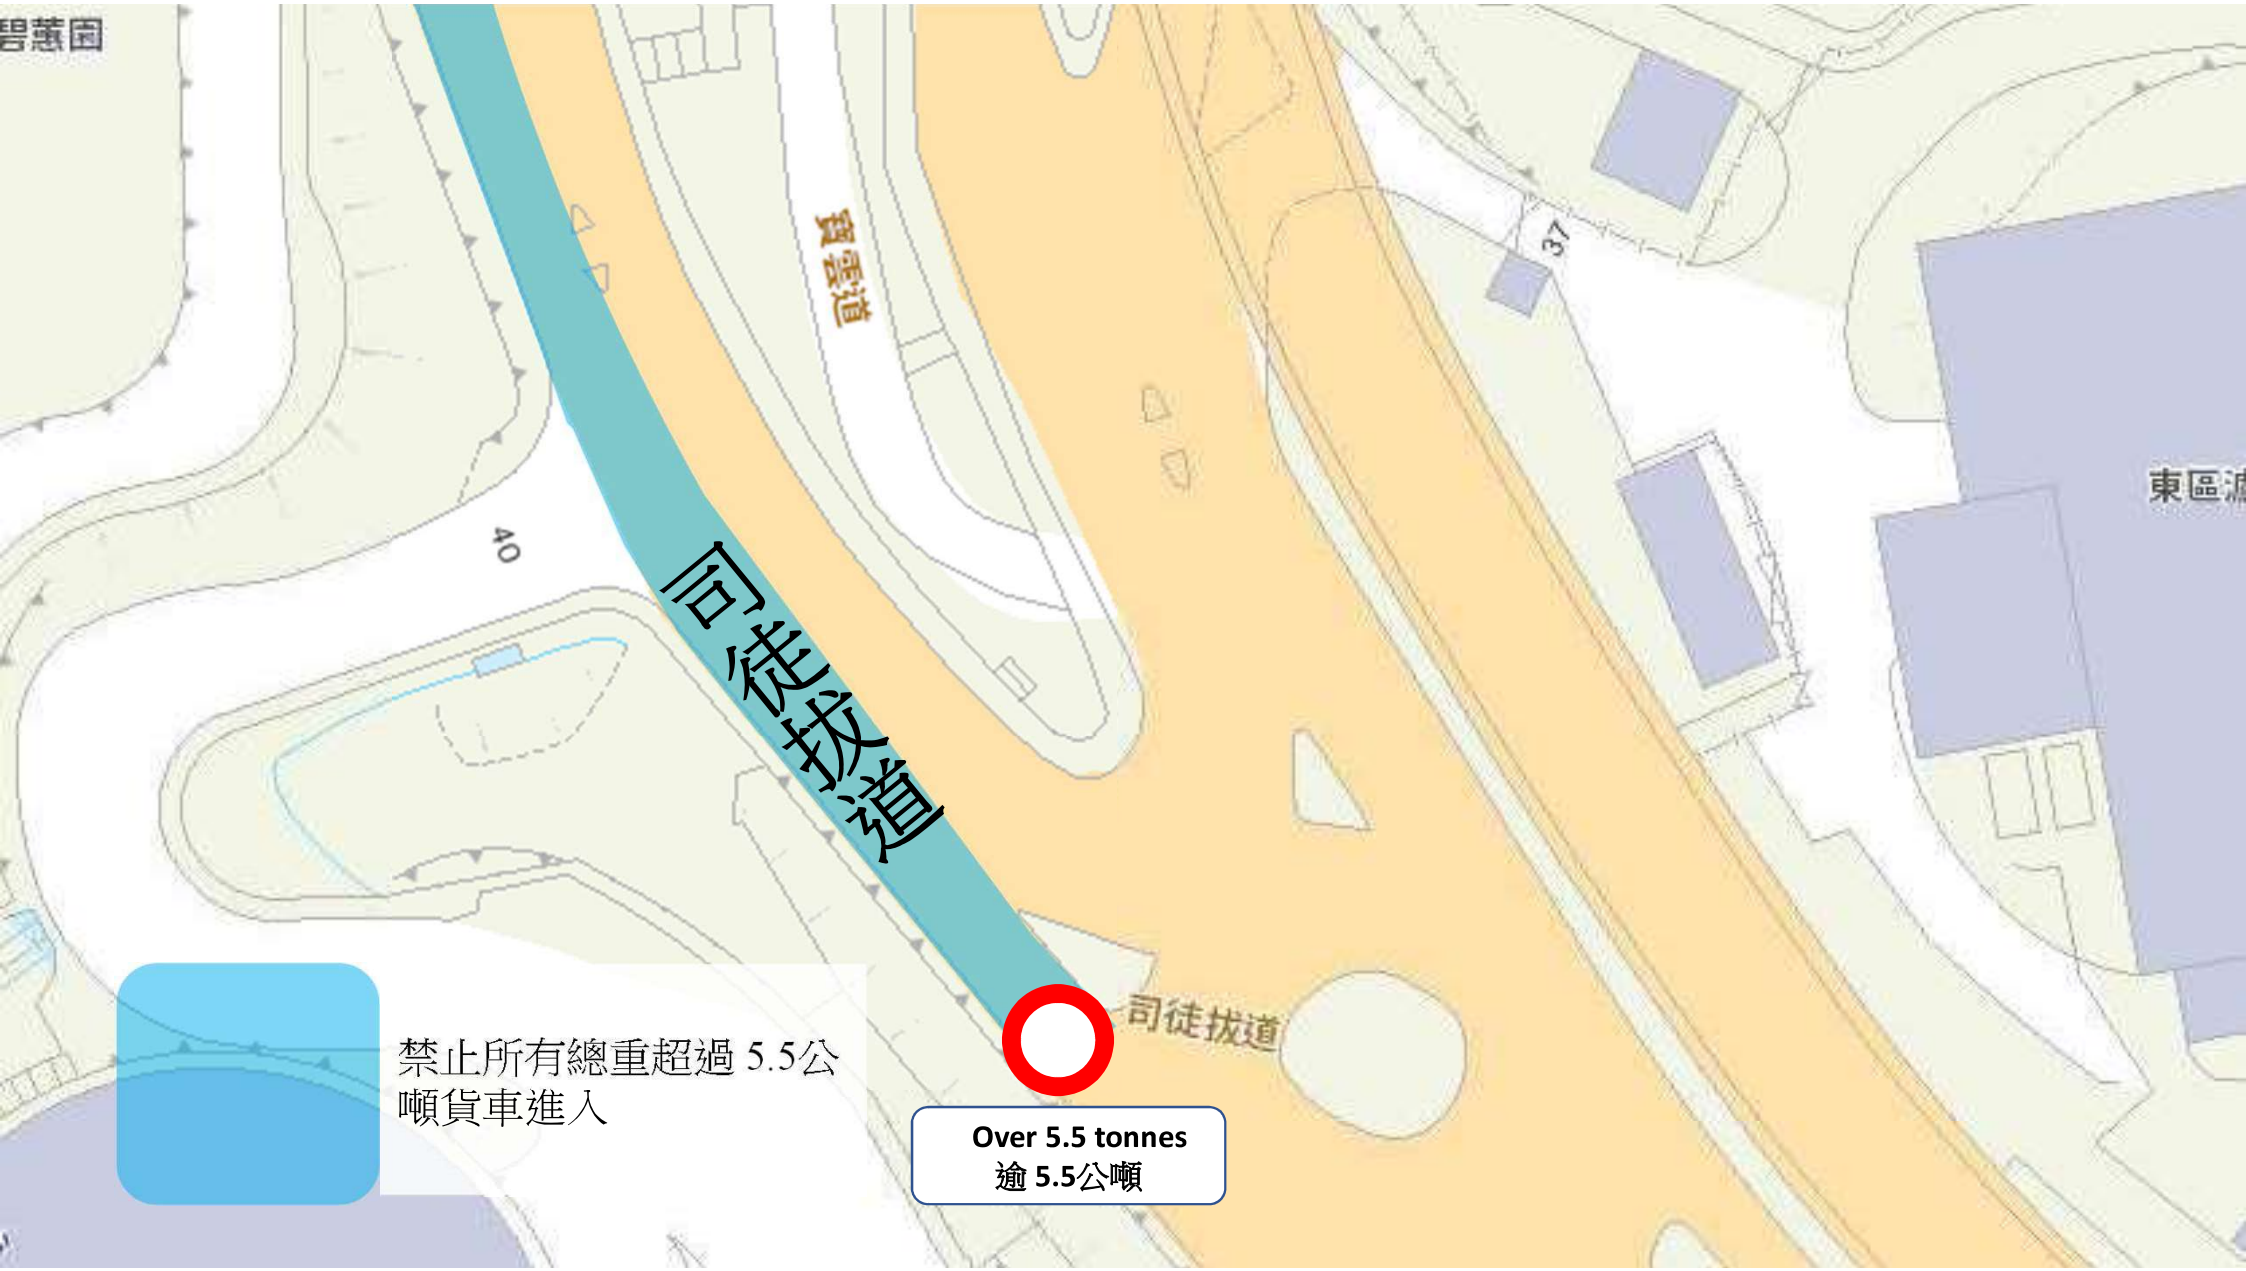 碧蕙園
寶雲道
37
東區濾
40
司徒拔道
司徒拔道
禁止所有總重超過 5.5公
噸貨車進入
Over 5.5 tonnes
逾 5.5公噸